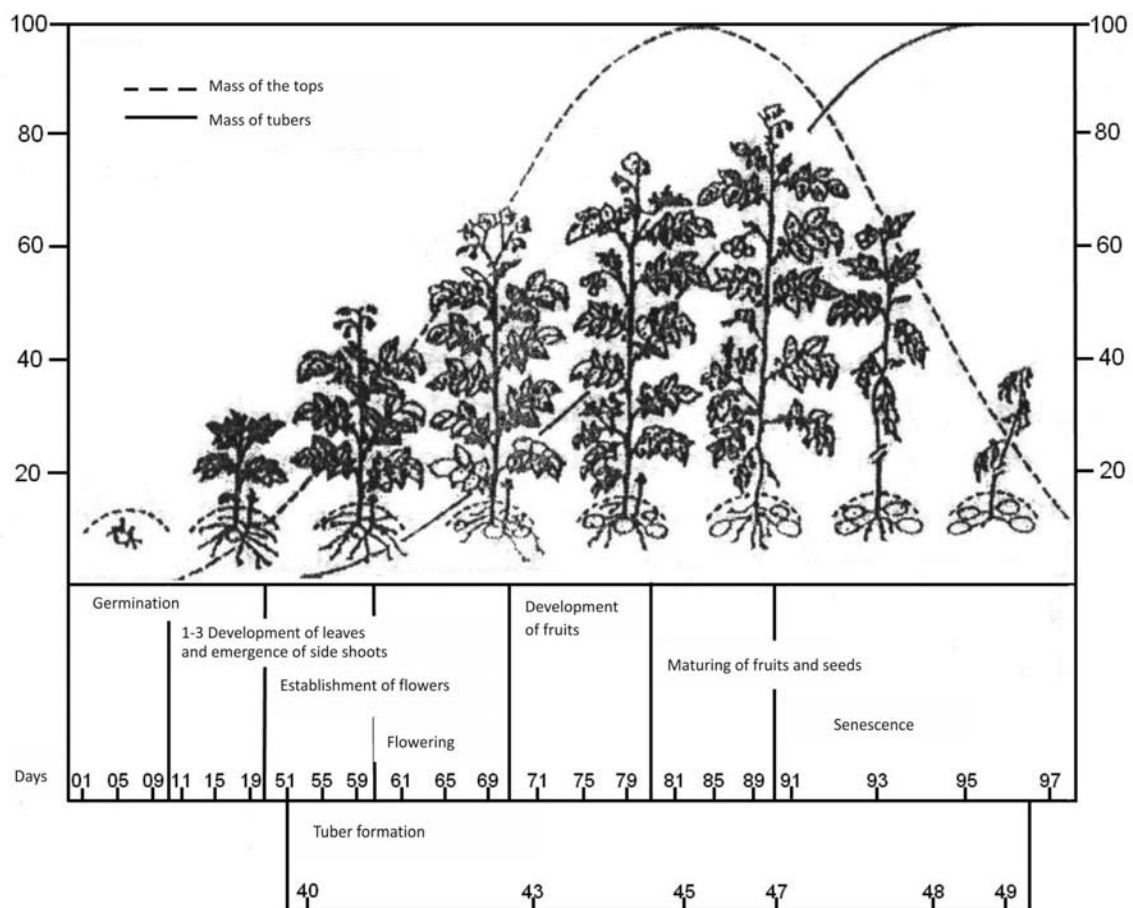 100
100
Mass of the tops
Mass of tubers
80
80
60
60
40
40
20
20
Germination
Development
of fruits
1-3 Development of leaves
and emergence of side shoots
Maturing of fruits and seeds
Establishment of flowers
Senescence
Flowering
Days 01 05 09 11 15 19 51 55 59 61 65 69 71 75 79 81 85 89 91 93 95 97
Tuber formation
40 43 45 47 48 49